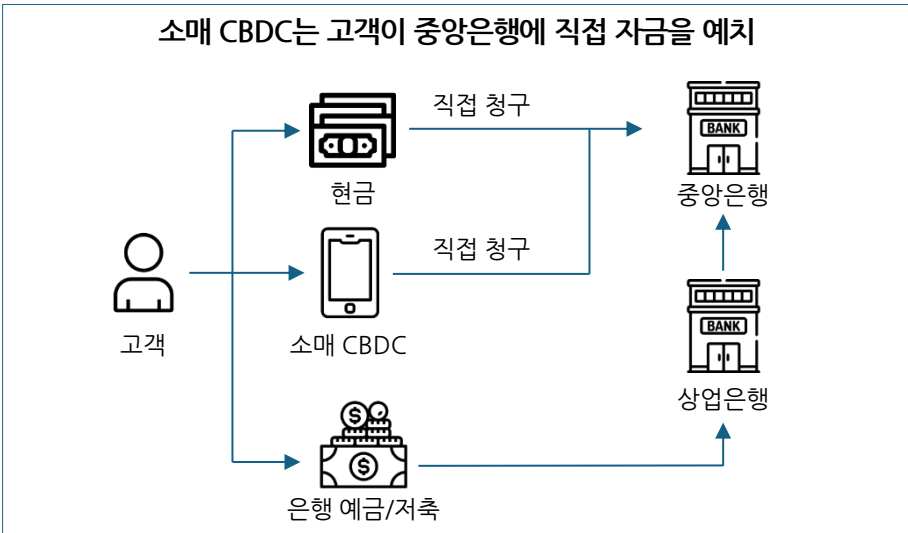 소매 CBDC는 고객이 중앙은행에 직접 자금을 예치
직접 청구
BANK
현금
중앙은행
직접 청구
BANK
고객
소매 CBDC
상업은행
은행 예금/저축